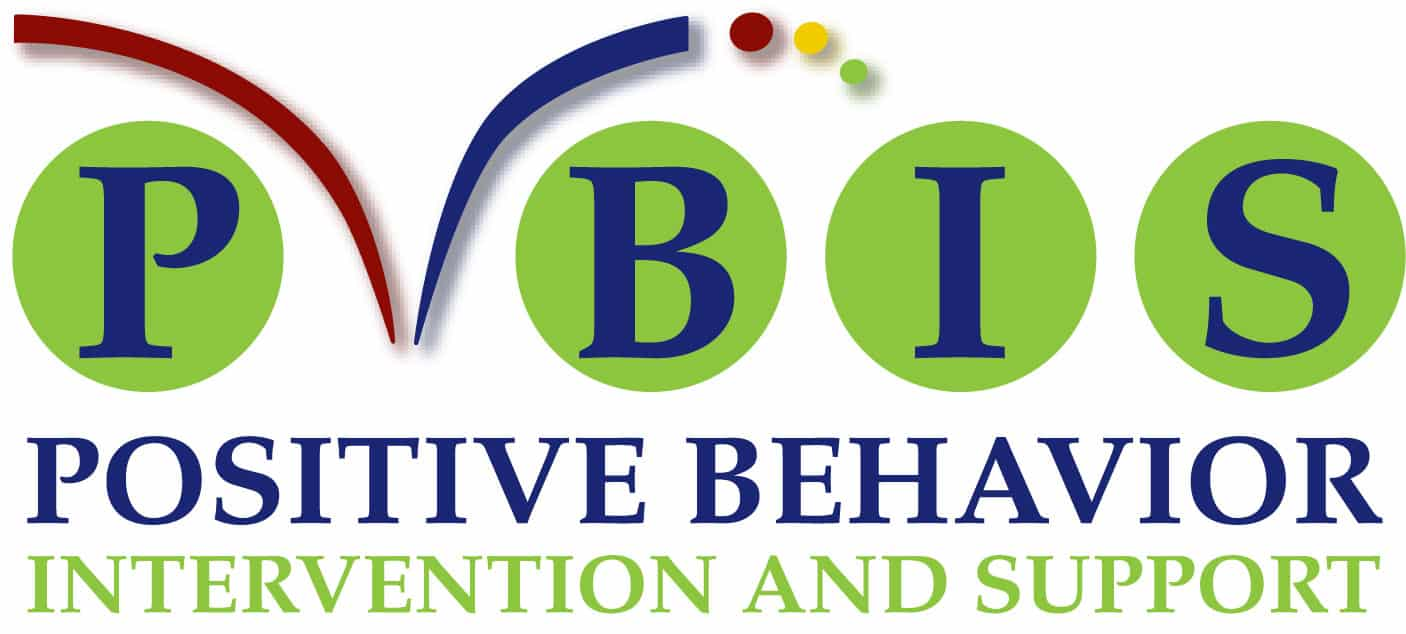 PBIS
POSITIVE BEHAVIOR
INTERVENTION AND SUPPORT